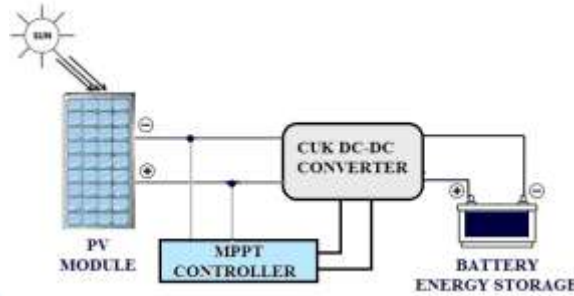 SUN
−
+
CUK DC-DC
CONVERTER
+
−
PV
MODULE
MPPT
CONTROLLER
BATTERY
ENERGY STORAGE